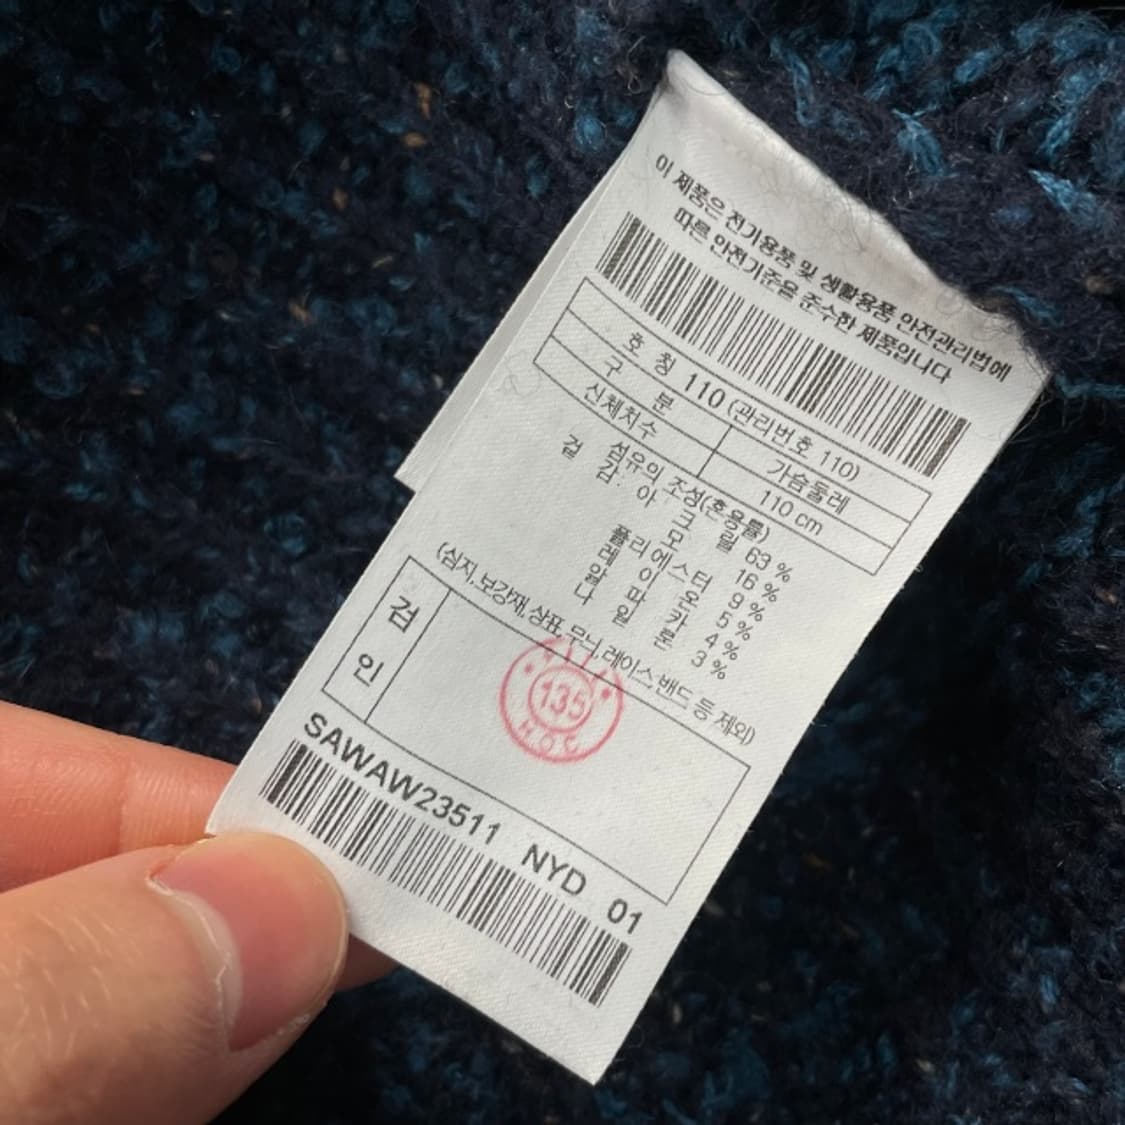 이 제품은 전기용품 및 생활용품 안전관리법에
따른 안전기준을 준수한 제품입니다
호 칭 110 (관리번호 110)
구 분 가슴둘레
신체치수 110 cm
섬유의 조성(혼용률)
겉 감: 아 크 릴 63 %
모 16 %
폴리에스터 9 %
레 이 온 5 %
알 파 카 4 %
나 일 론 3 %
(심지,보강재,상표,무늬,레이스,밴드 등 제외)
검
인
135
SAWAW23511 NYD 01